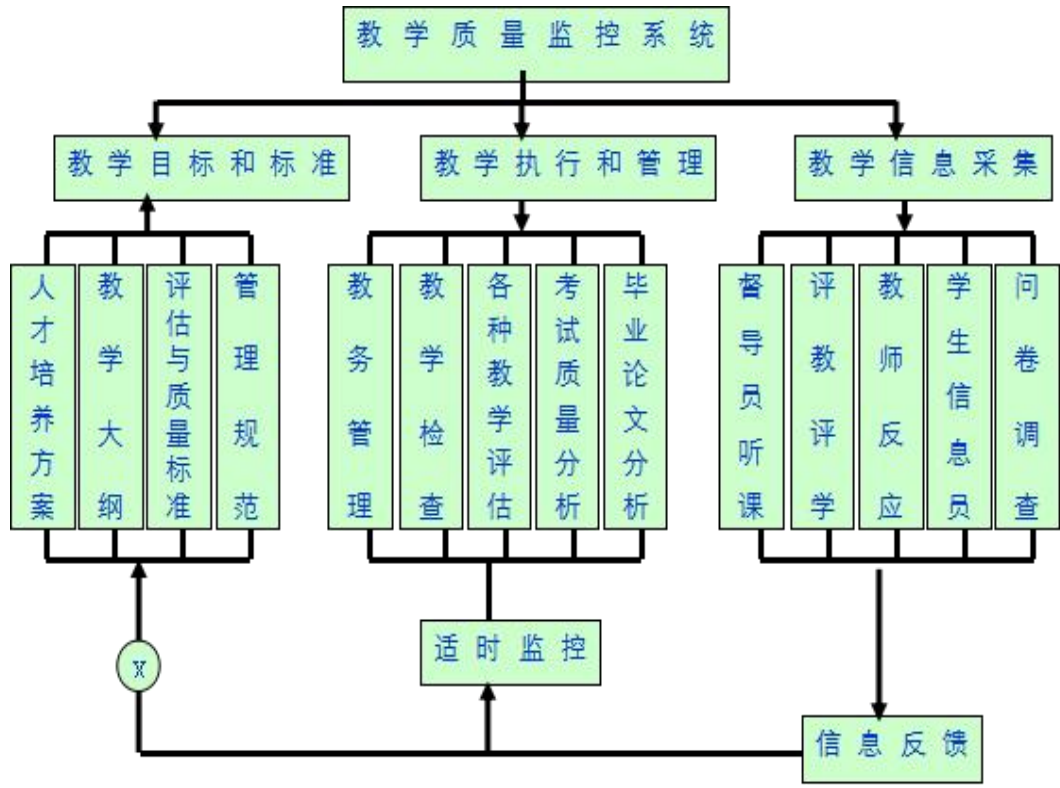 教学质量监控系统
教学目标和标准
教学执行和管理
教学信息采集
人才培养方案
教学大纲
评估与质量标准
管理规范
教务管理
教学检查
各种教学评估
考试质量分析
毕业论文分析
督导员听课
评教评学
教师反应
学生信息员
问卷调查
适时监控
X
信息反馈